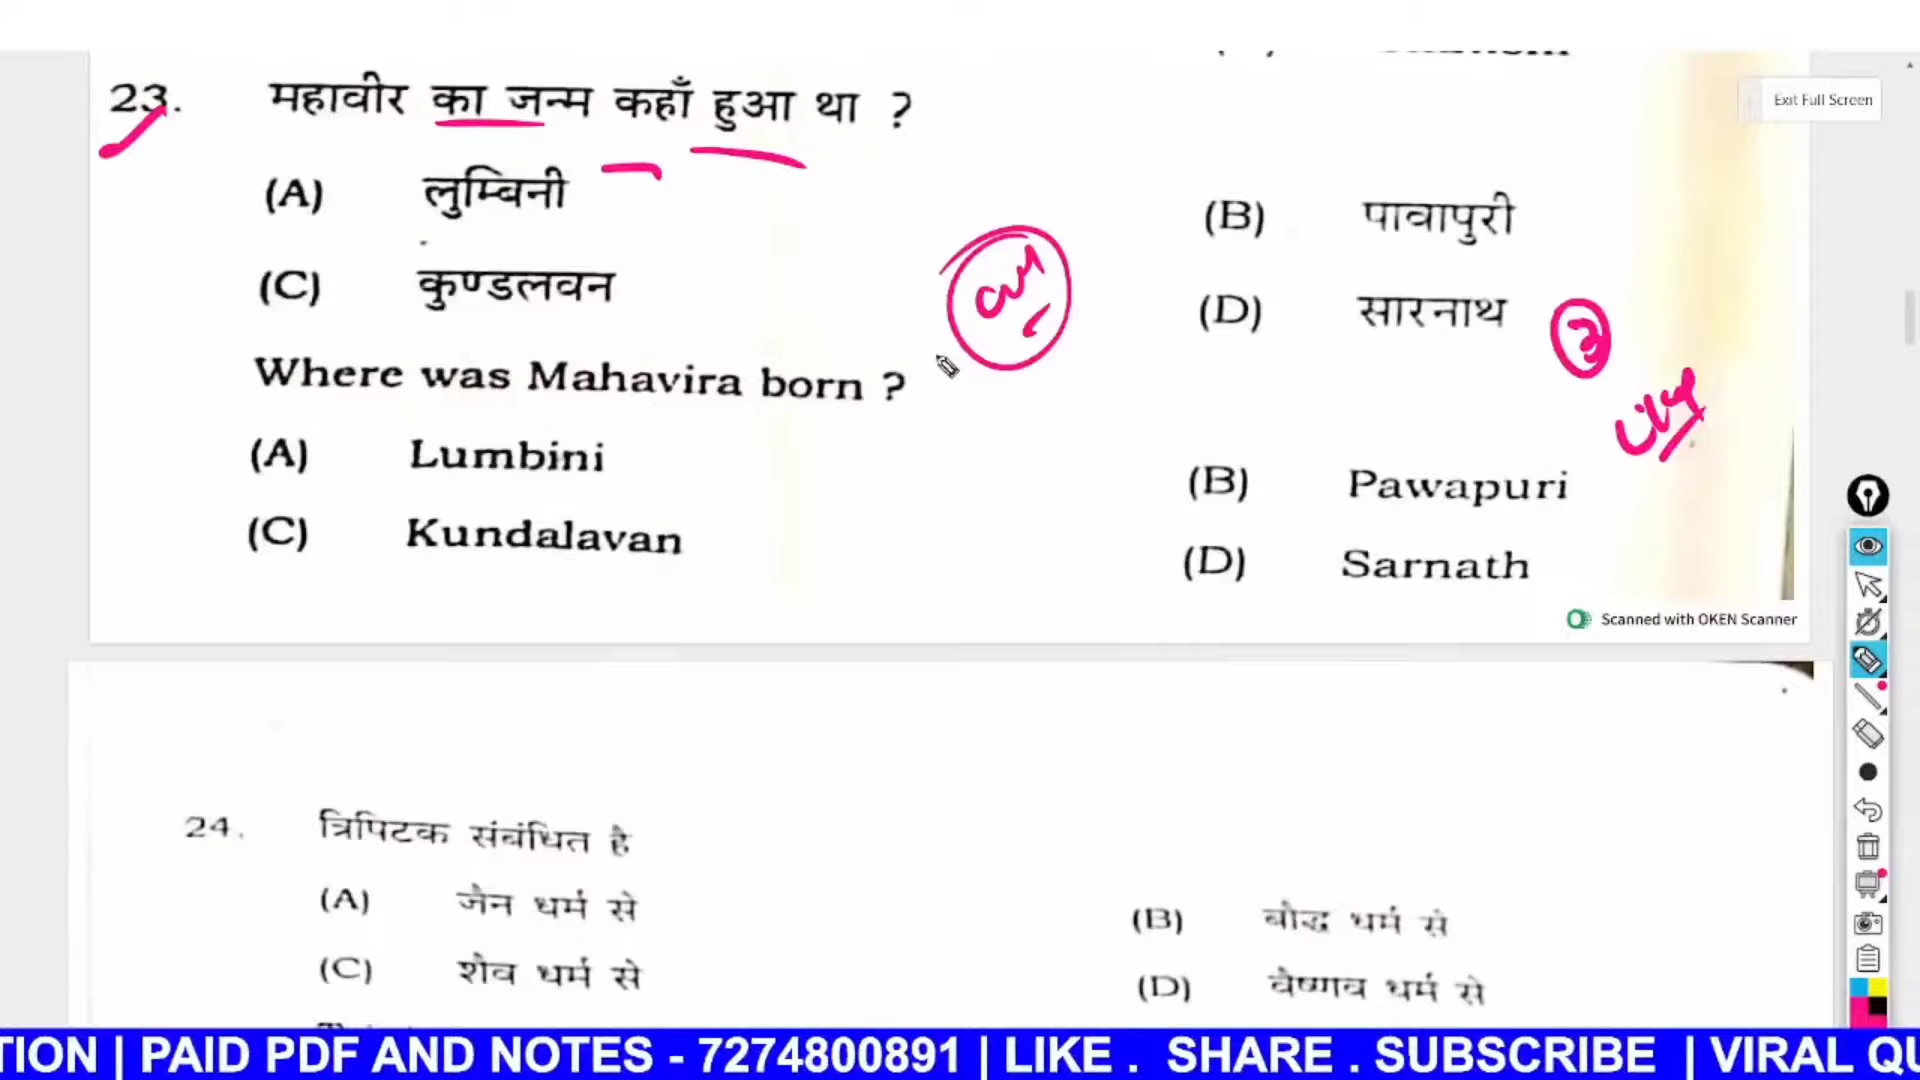 Exit Full Screen
23. महावीर का जन्म कहाँ हुआ था ?
(A) लुम्बिनी
(B) पावापुरी
(C) कुण्डलवन
(D) सारनाथ
Where was Mahavira born ?
(A) Lumbini
(B) Pawapuri
(C) Kundalavan
(D) Sarnath
Scanned with OKEN Scanner
24. त्रिपिटक संबंधित है
(A) जैन धर्म से
(B) बौद्ध धर्म से
(C) शैव धर्म से
(D) वैष्णव धर्म से
TION | PAID PDF AND NOTES - 7274800891 | LIKE . SHARE . SUBSCRIBE | VIRAL QU